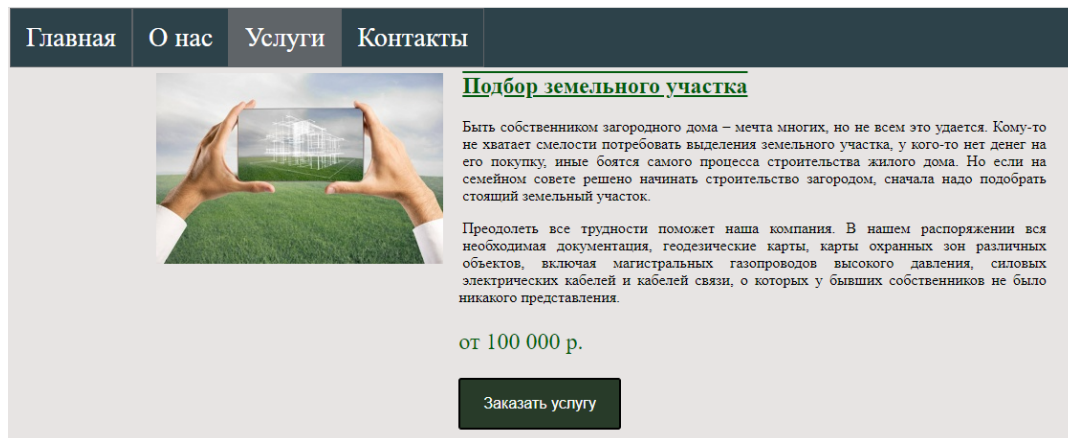 Главная О нас Услуги Контакты
Подбор земельного участка
Быть собственником загородного дома – мечта многих, но не всем это удается. Кому-то
не хватает смелости потребовать выделения земельного участка, у кого-то нет денег на
его покупку, иные боятся самого процесса строительства жилого дома. Но если на
семейном совете решено начинать строительство загородом, сначала надо подобрать
стоящий земельный участок.
Преодолеть все трудности поможет наша компания. В нашем распоряжении вся
необходимая документация, геодезические карты, карты охранных зон различных
объектов, включая магистральных газопроводов высокого давления, силовых
электрических кабелей и кабелей связи, о которых у бывших собственников не было
никакого представления.
от 100 000 р.
Заказать услугу